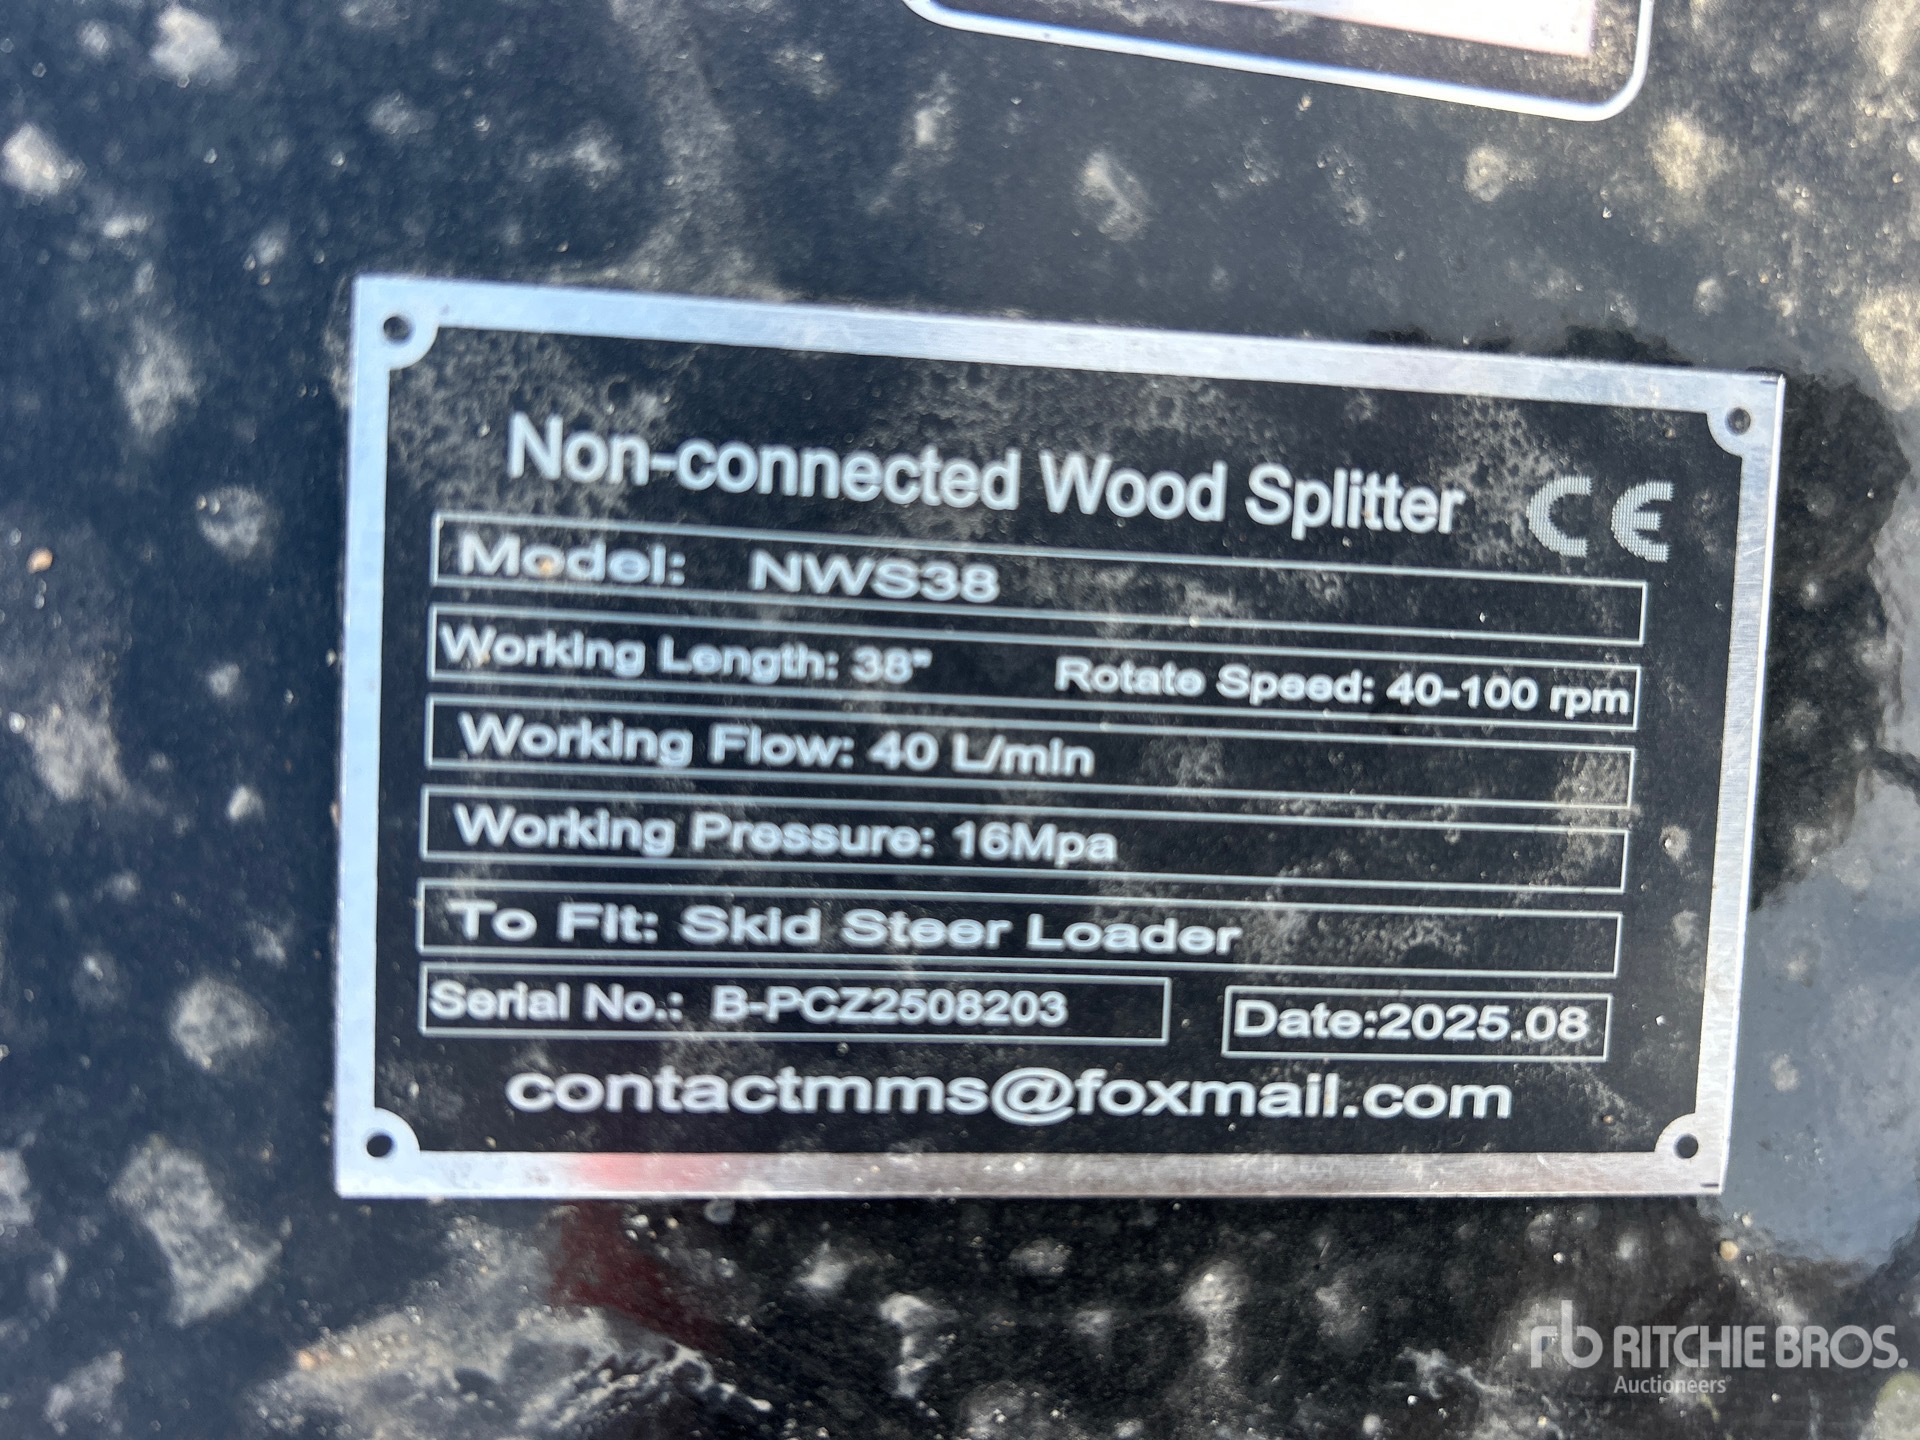 Non-connected Wood Splitter CE
Model: NWS38
Working Length: 38" Rotate Speed: 40-100 rpm
Working Flow: 40 L/min
Working Pressure: 16Mpa
To Fit: Skid Steer Loader
Serial No.: B-PCZ2508203 Date:2025.08
contactmms@foxmail.com
rb RITCHIE BROS.
Auctioneers